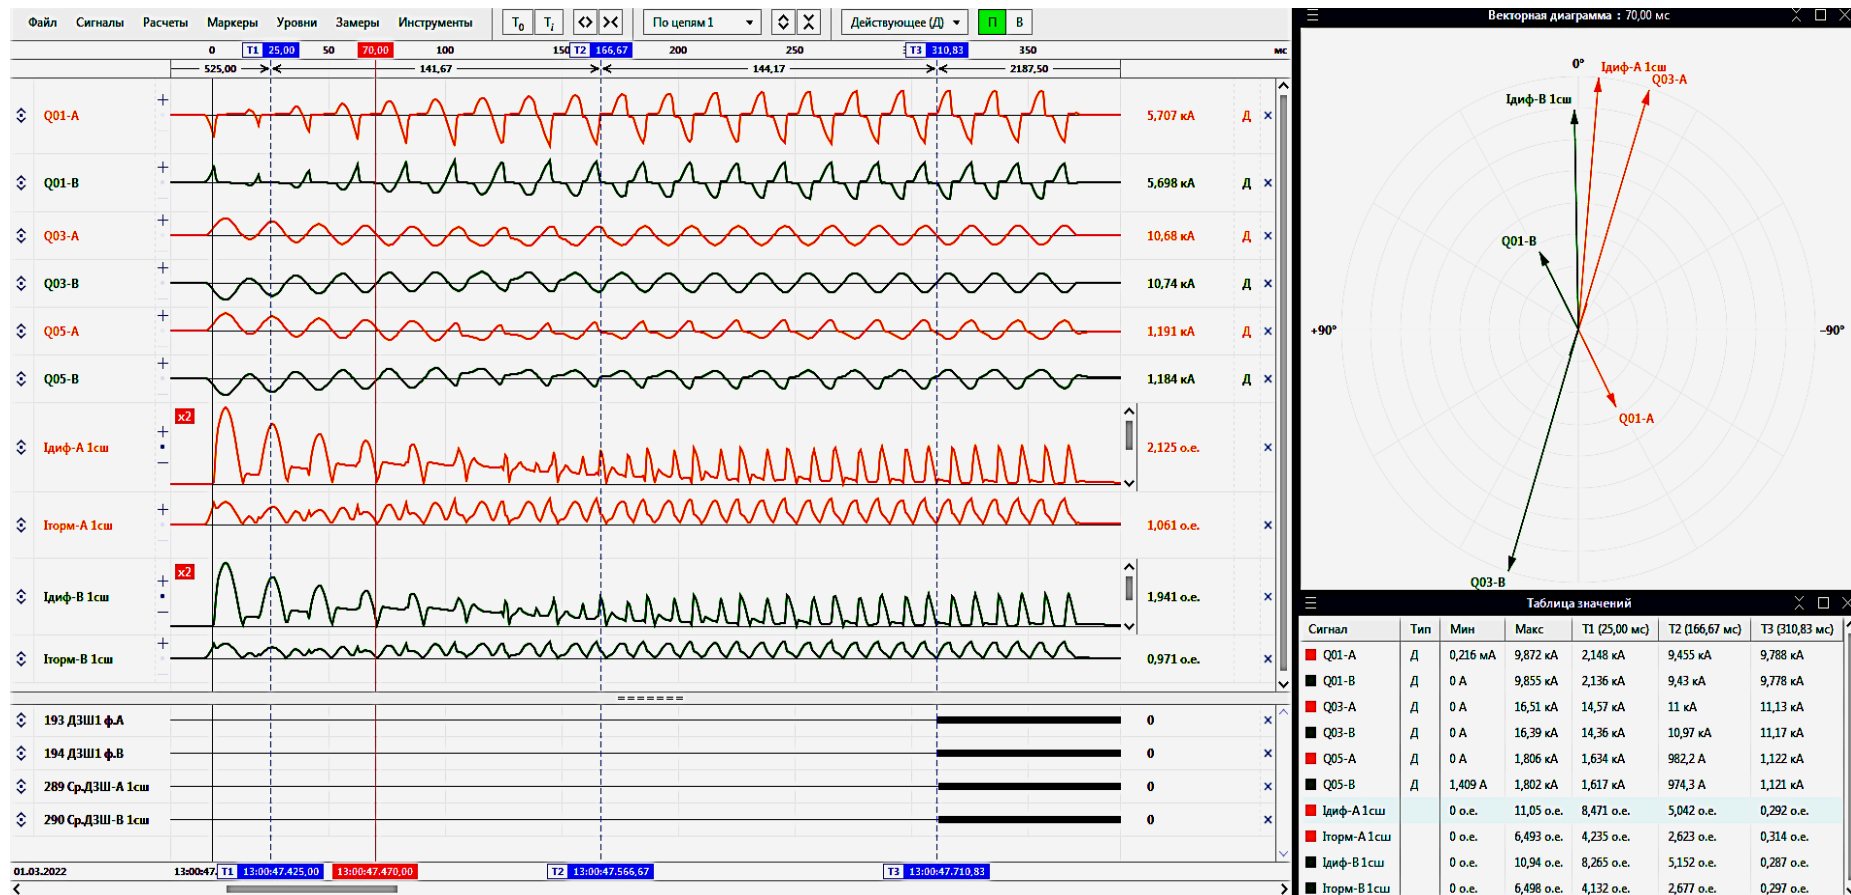 Файл Сигналы Расчеты Маркеры Уровни Замеры Инструменты T0 Ti По цепям 1 Действующее (Д) П В
0 T1 25,00 50 70,00 100 150 T2 166,67 200 250 T3 310,83 350 мс
525,00 141,67 144,17 2187,50
Q01-A 5,707 кА Д ×
Q01-B 5,698 кА Д ×
Q03-A 10,68 кА Д ×
Q03-B 10,74 кА Д ×
Q05-A 1,191 кА Д ×
Q05-B 1,184 кА Д ×
x2
Iдиф-A 1сш 2,125 о.е. ×
Iторм-A 1сш 1,061 о.е. ×
x2
Iдиф-B 1сш 1,941 о.е. ×
Iторм-B 1сш 0,971 о.е. ×
193 ДЗШ1 ф.A 0 ×
194 ДЗШ1 ф.B 0 ×
289 Ср.ДЗШ-A 1сш 0 ×
290 Ср.ДЗШ-B 1сш 0 ×
01.03.2022 13:00:47. T1 13:00:47.425,00 13:00:47.470,00 T2 13:00:47.566,67 T3 13:00:47.710,83
Векторная диаграмма : 70,00 мс
0°
Iдиф-A 1сш
Q03-A
Iдиф-B 1сш
Q01-B
+90° −90°
Q01-A
Q03-B
Таблица значений
Сигнал Тип Мин Макс T1 (25,00 мс) T2 (166,67 мс) T3 (310,83 мс)
Q01-A Д 0,216 мА 9,872 кА 2,148 кА 9,455 кА 9,788 кА
Q01-B Д 0 А 9,855 кА 2,136 кА 9,43 кА 9,778 кА
Q03-A Д 0 А 16,51 кА 14,57 кА 11 кА 11,13 кА
Q03-B Д 0 А 16,39 кА 14,36 кА 10,97 кА 11,17 кА
Q05-A Д 0 А 1,806 кА 1,634 кА 982,2 А 1,122 кА
Q05-B Д 1,409 А 1,802 кА 1,617 кА 974,3 А 1,121 кА
Iдиф-A 1сш 0 о.е. 11,05 о.е. 8,471 о.е. 5,042 о.е. 0,292 о.е.
Iторм-A 1сш 0 о.е. 6,493 о.е. 4,235 о.е. 2,623 о.е. 0,314 о.е.
Iдиф-B 1сш 0 о.е. 10,94 о.е. 8,265 о.е. 5,152 о.е. 0,287 о.е.
Iторм-B 1сш 0 о.е. 6,498 о.е. 4,132 о.е. 2,677 о.е. 0,297 о.е.